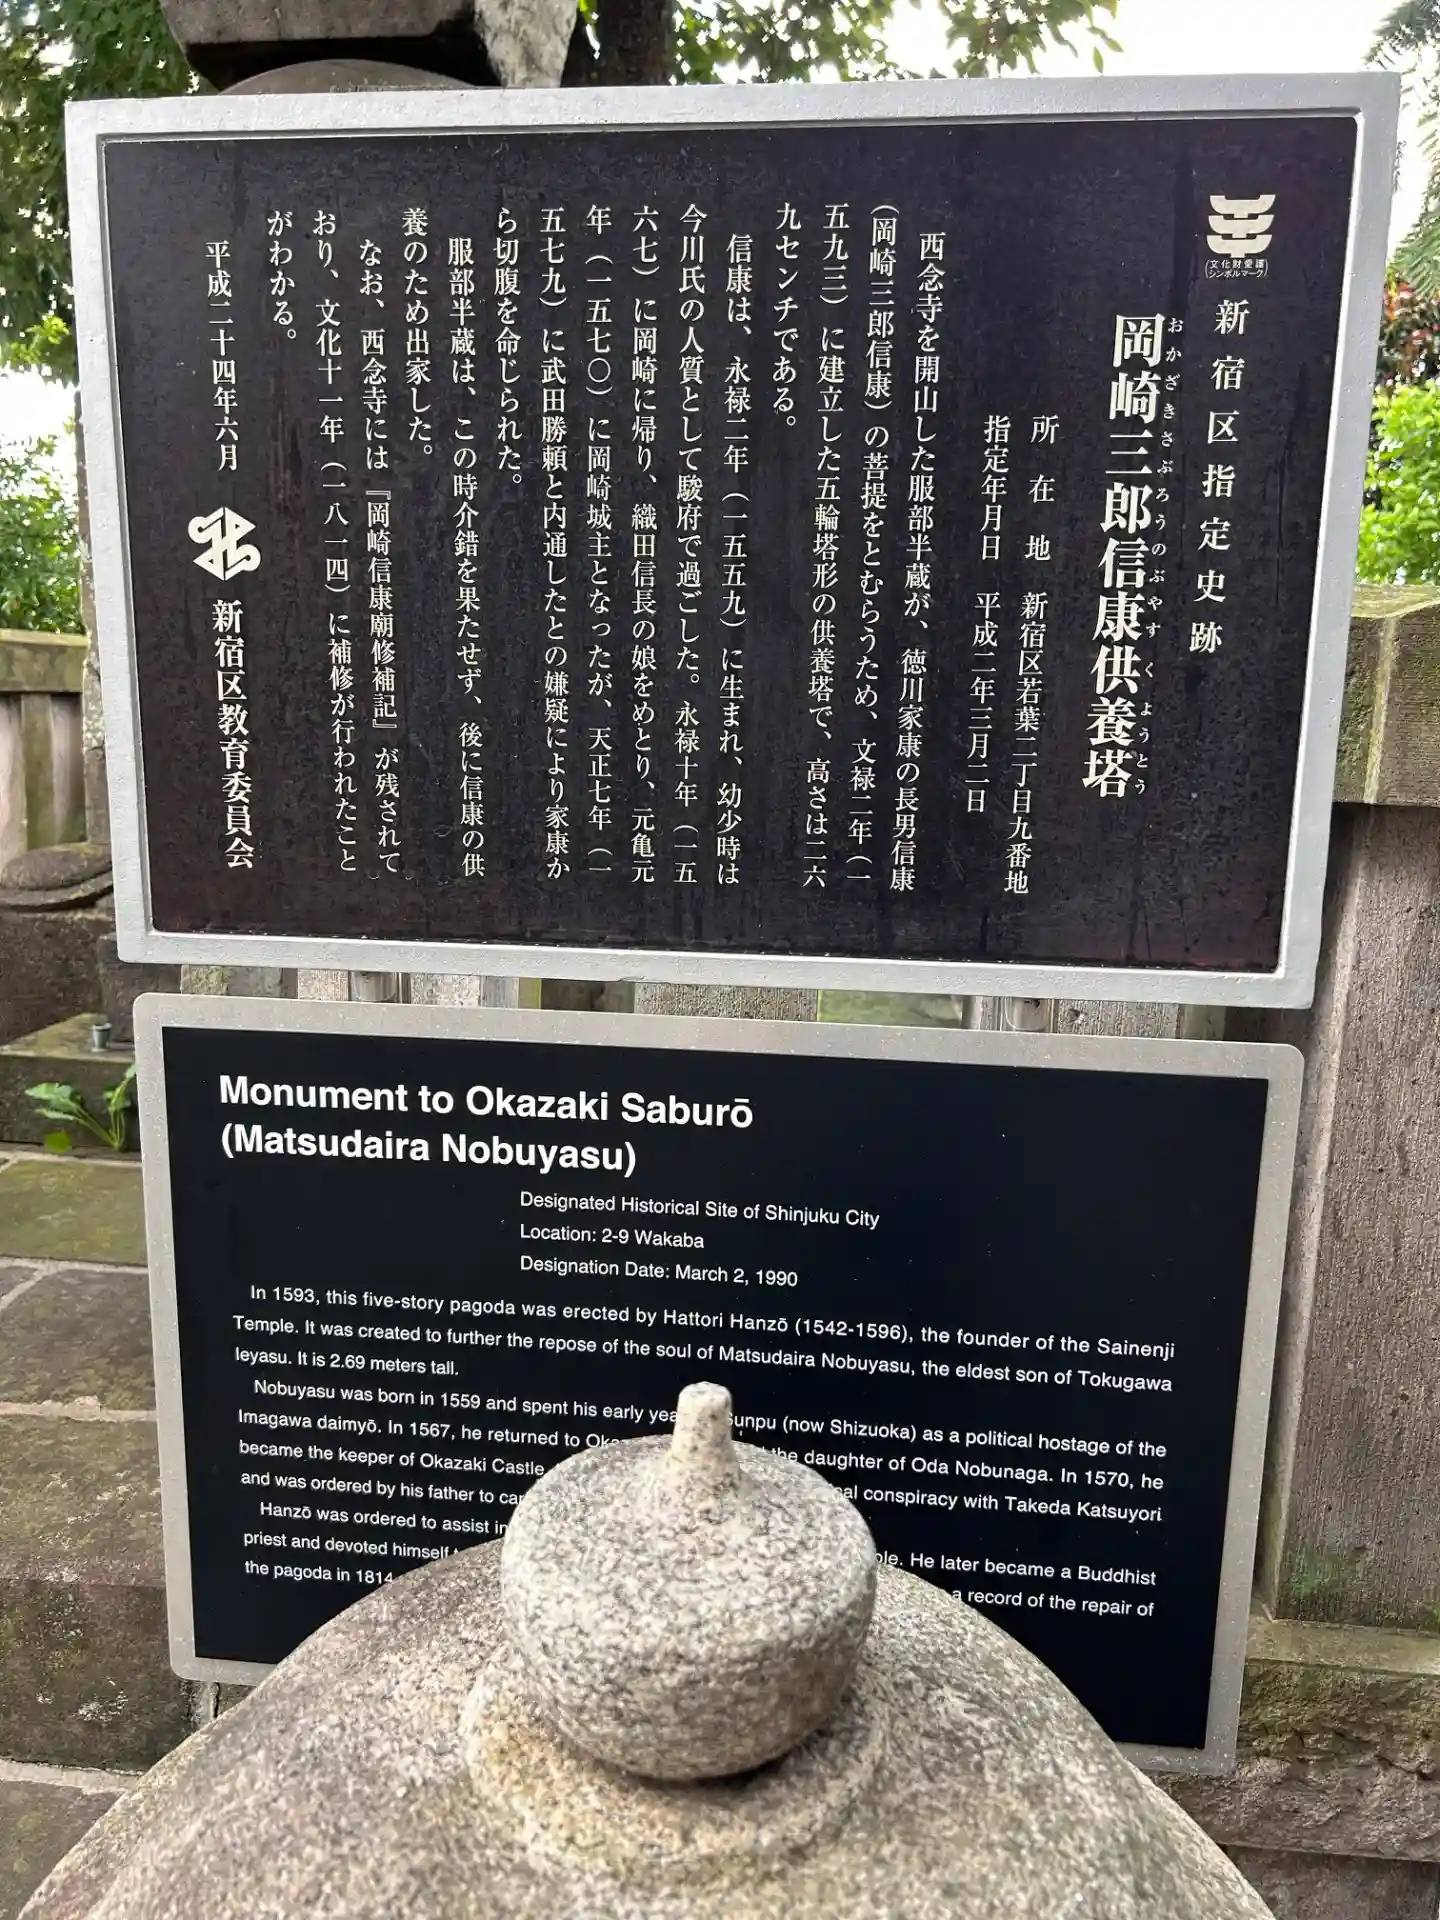 文化財愛護
シンボルマーク
新宿区指定史跡
岡崎三郎信康供養塔
おかざきさぶろうのぶやすくようとう
所在地 新宿区若葉二丁目九番地
指定年月日 平成二年三月二日
西念寺を開山した服部半蔵が、徳川家康の長男信康
(岡崎三郎信康)の菩提をとむらうため、文禄二年(一
五九三)に建立した五輪塔形の供養塔で、高さは二六
九センチである。
信康は、永禄二年(一五五九)に生まれ、幼少時は
今川氏の人質として駿府で過ごした。永禄十年(一五
六七)に岡崎に帰り、織田信長の娘をめとり、元亀元
年(一五七〇)に岡崎城主となったが、天正七年(一
五七九)に武田勝頼と内通したとの嫌疑により家康か
ら切腹を命じられた。
服部半蔵は、この時介錯を果たせず、後に信康の供
養のため出家した。
なお、西念寺には『岡崎信康廟修補記』が残されて
おり、文化十一年(一八一四)に補修が行われたこと
がわかる。
平成二十四年六月
新宿区教育委員会
Monument to Okazaki Saburō
(Matsudaira Nobuyasu)
Designated Historical Site of Shinjuku City
Location: 2-9 Wakaba
Designation Date: March 2, 1990
In 1593, this five-story pagoda was erected by Hattori Hanzō (1542-1596), the founder of the Sainenji
Temple. It was created to further the repose of the soul of Matsudaira Nobuyasu, the eldest son of Tokugawa
Ieyasu. It is 2.69 meters tall.
Nobuyasu was born in 1559 and spent his early (now Shizuoka) as a political hostage of the
Imagawa daimyō. In 1567, he returned to the daughter of Oda Nobunaga. In 1570, he
became the keeper of Okazaki Castle conspiracy with Takeda Katsuyori
and was ordered by his father to
Hanzō was ordered to assist He later became a Buddhist
priest and devoted himself a record of the repair of
the pagoda in 1814